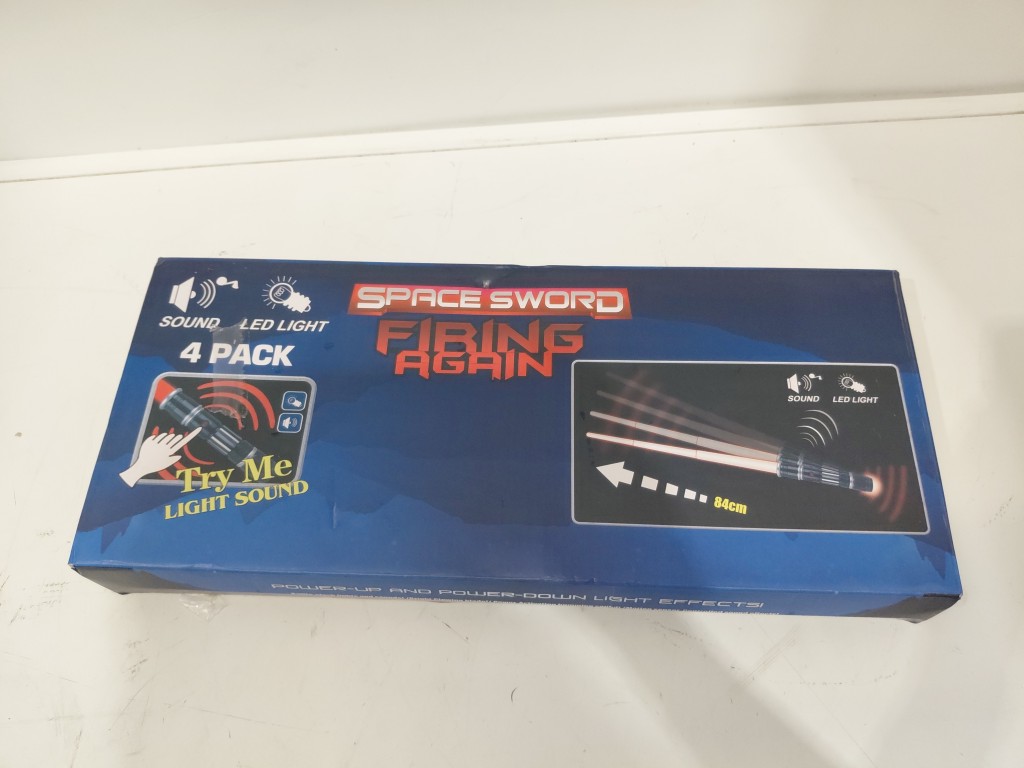 SOUND
LED LIGHT
4 PACK
Try Me
LIGHT SOUND
SPACE SWORD
FIRING
AGAIN
SOUND
LED LIGHT
84cm
POWER-UP AND POWER-DOWN LIGHT EFFECTS!